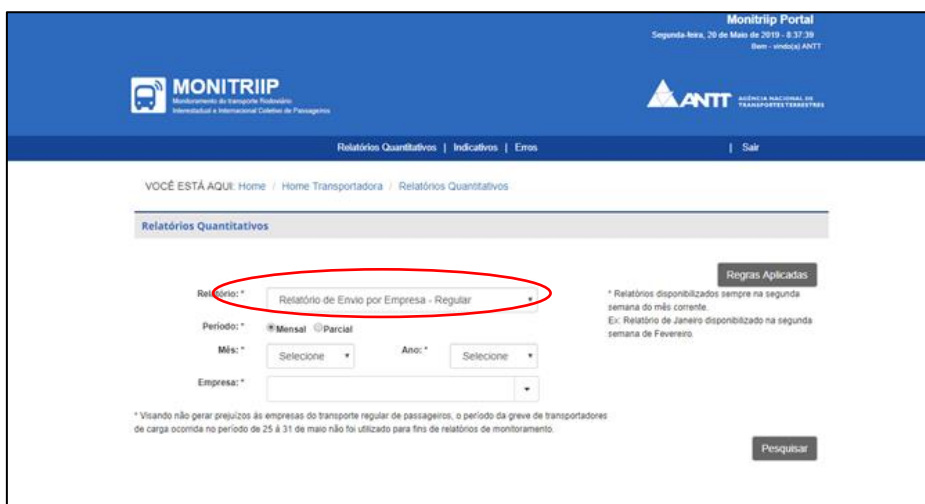 Monitriip Portal
Segunda-feira, 20 de Maio de 2019 - 8:37:39
Bem - vindo(a) ANTT
MONITRIIP
Monitoramento do transporte Rodoviário
Interestadual e Internacional Coletivo de Passageiros
ANTT
AGÊNCIA NACIONAL DE
TRANSPORTES TERRESTRES
Relatórios Quantitativos | Indicativos | Erros | Sair
VOCÊ ESTÁ AQUI: Home / Home Transportadora / Relatórios Quantitativos
Relatórios Quantitativos
Regras Aplicadas
Relatório: * Relatório de Envio por Empresa - Regular
* Relatórios disponibilizados sempre na segunda
semana do mês corrente.
Ex: Relatório de Janeiro disponibilizado na segunda
semana de Fevereiro.
Período: * Mensal Parcial
Mês: * Selecione Ano: * Selecione
Empresa: *
* Visando não gerar prejuízos às empresas do transporte regular de passageiros, o período da greve de transportadores
de carga ocorrida no período de 25 à 31 de maio não foi utilizado para fins de relatórios de monitoramento.
Pesquisar